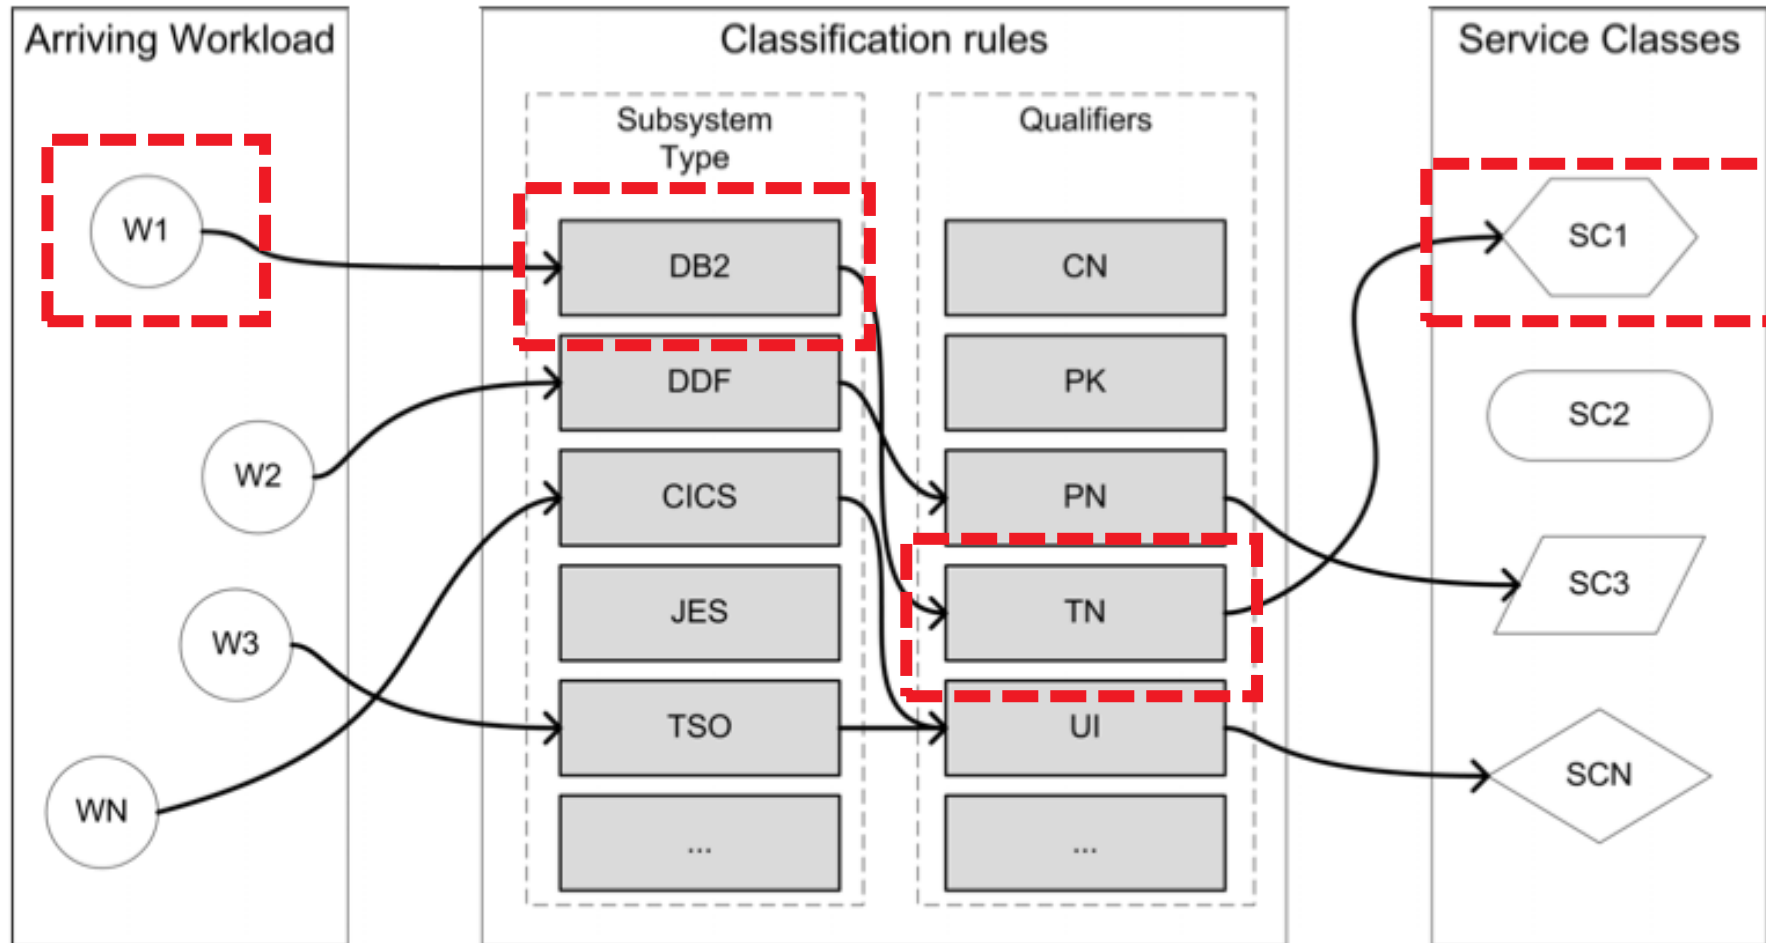 Arriving Workload
W1
W2
W3
WN
Classification rules
Subsystem
Type
DB2
DDF
CICS
JES
TSO
...
Qualifiers
CN
PK
PN
TN
UI
...
Service Classes
SC1
SC2
SC3
SCN